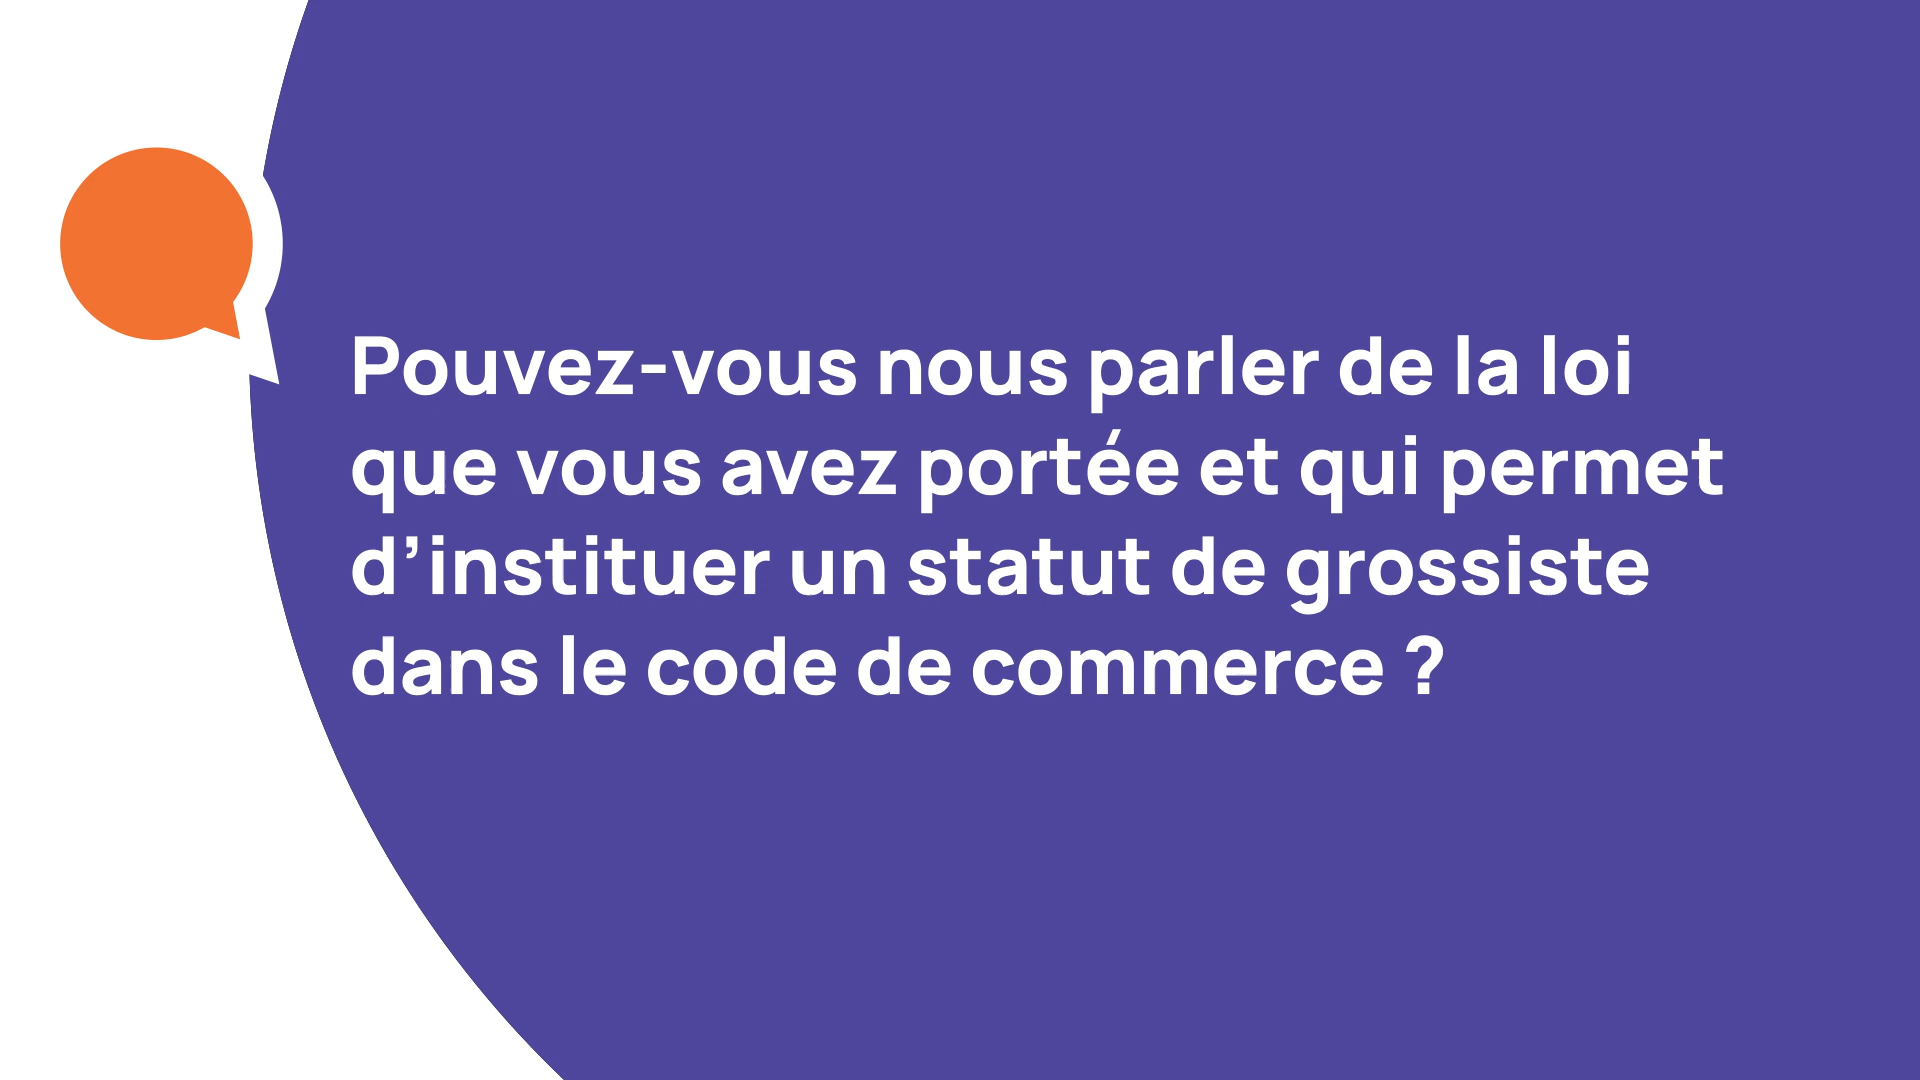 Pouvez-vous nous parler de la loi
que vous avez portée et qui permet
d’instituer un statut de grossiste
dans le code de commerce ?